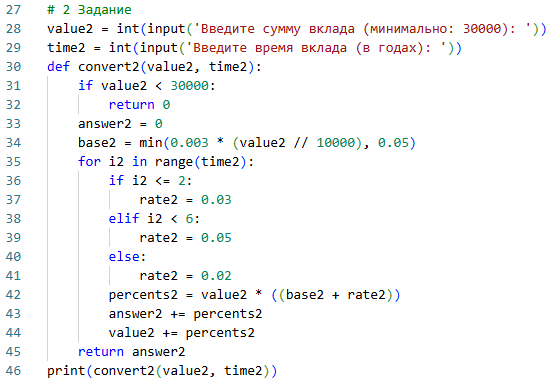 27 # 2 Задание
28 value2 = int(input('Введите сумму вклада (минимально: 30000): '))
29 time2 = int(input('Введите время вклада (в годах): '))
30 def convert2(value2, time2):
31     if value2 < 30000:
32         return 0
33     answer2 = 0
34     base2 = min(0.003 * (value2 // 10000), 0.05)
35     for i2 in range(time2):
36         if i2 <= 2:
37             rate2 = 0.03
38         elif i2 < 6:
39             rate2 = 0.05
40         else:
41             rate2 = 0.02
42         percents2 = value2 * ((base2 + rate2))
43         answer2 += percents2
44         value2 += percents2
45     return answer2
46 print(convert2(value2, time2))